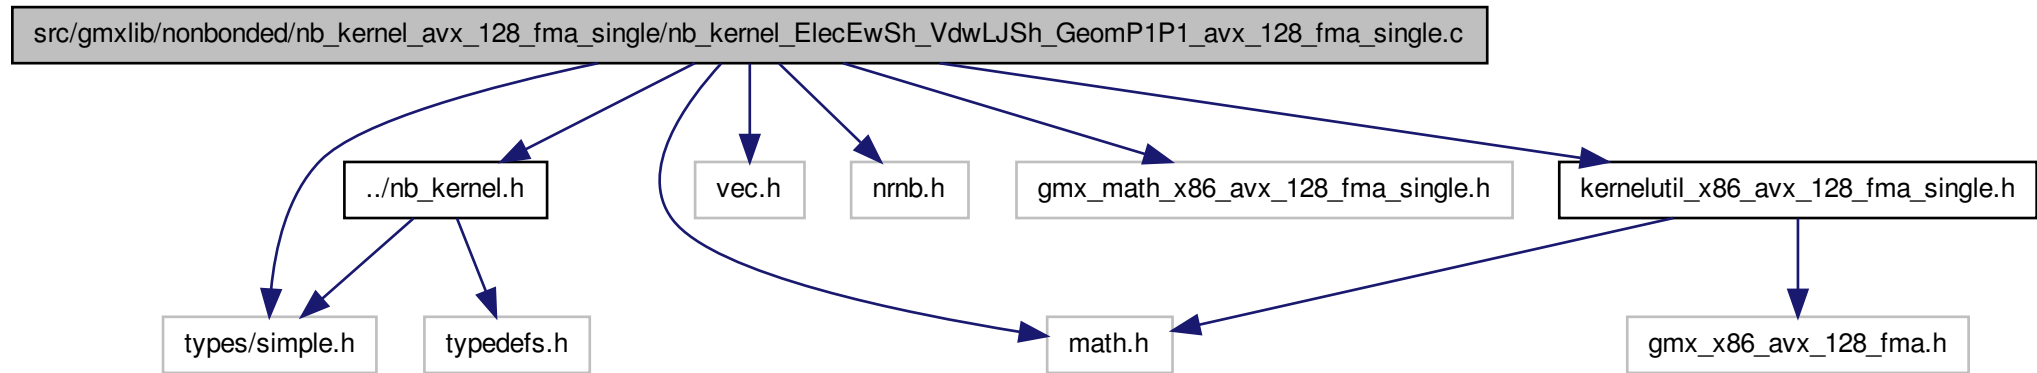 src/gmxlib/nonbonded/nb_kernel_avx_128_fma_single/nb_kernel_ElecEwSh_VdwLJSh_GeomP1P1_avx_128_fma_single.c
../nb_kernel.h
vec.h
nrnb.h
gmx_math_x86_avx_128_fma_single.h
kernelutil_x86_avx_128_fma_single.h
types/simple.h
typedefs.h
math.h
gmx_x86_avx_128_fma.h